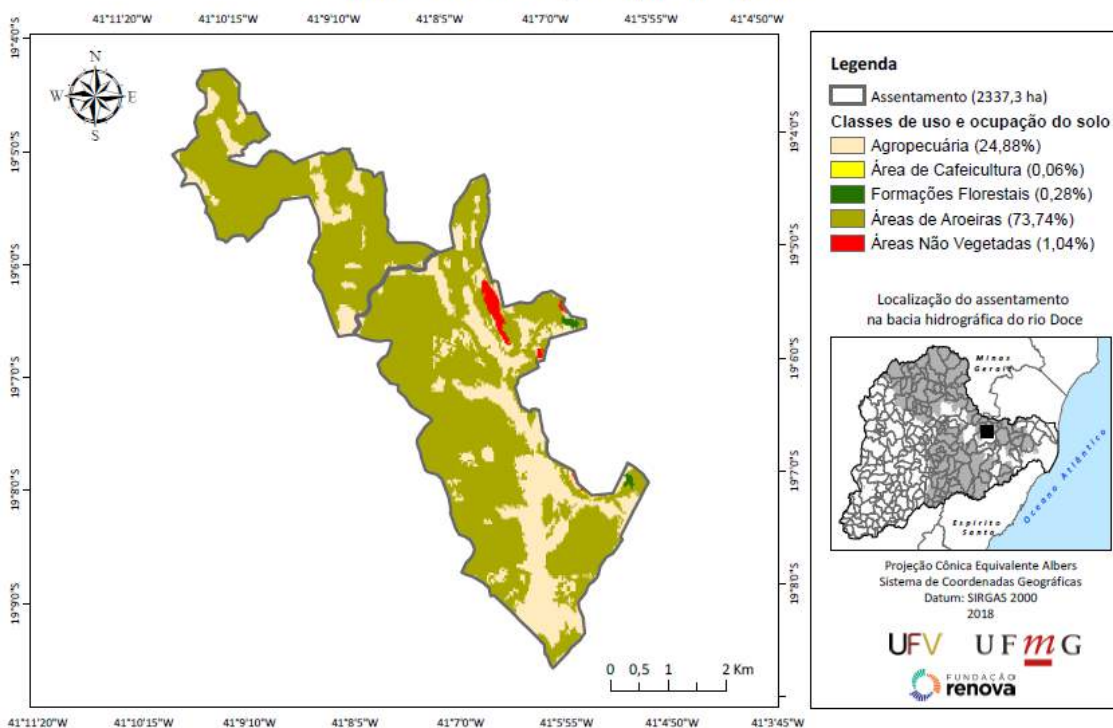 41°11'20"W 41°10'15"W 41°9'10"W 41°8'5"W 41°7'0"W 41°5'55"W 41°4'50"W
19°4'0"S
19°5'0"S
19°6'0"S
19°7'0"S
19°8'0"S
19°9'0"S
N
W E
S
19°4'0"S
19°5'0"S
19°6'0"S
19°7'0"S
19°8'0"S
0 0,5 1 2 Km
41°11'20"W 41°10'15"W 41°9'10"W 41°8'5"W 41°7'0"W 41°5'55"W 41°4'50"W 41°3'45"W
Legenda
Assentamento (2337,3 ha)
Classes de uso e ocupação do solo
Agropecuária (24,88%)
Área de Cafeicultura (0,06%)
Formações Florestais (0,28%)
Áreas de Aroeiras (73,74%)
Áreas Não Vegetadas (1,04%)
Localização do assentamento
na bacia hidrográfica do rio Doce
Minas
Gerais
Oceano Atlântico
Espírito
Santo
Projeção Cônica Equivalente Albers
Sistema de Coordenadas Geográficas
Datum: SIRGAS 2000
2018
UFV UFmG
FUNDAÇÃO
renova